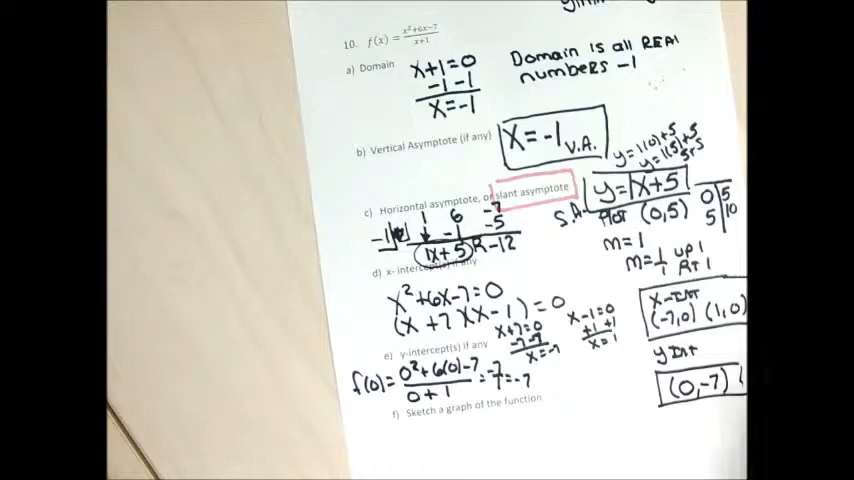 10. f(x) = x²+6x-7 / x+1
a) Domain
x+1=0
-1 -1
x=-1
Domain is all REAl
numbers -1
b) Vertical Asymptote (if any)
x=-1 V.A.
y=1(0)+5
y=1(5)+5
5+5
c) Horizontal asymptote, or slant asymptote
S.A.
y=1x+5
0 | 5
5 | 10
Plot (0,5)
m=1
m=1/1 UP 1
RT 1
1 6 -7
-1 -1 -5
1x+5 R-12
d) x- intercept(s) if any
x²+6x-7=0
(x+7)(x-1)=0
x+7=0
-7 -7
x=-7
x-1=0
+1 +1
x=1
X-INT
(-7,0) (1,0)
e) y-intercept(s) if any
f(0)= 0²+6(0)-7 / 0+1 = -7 / 1 =-7
y INT
(0,-7)
f) Sketch a graph of the function